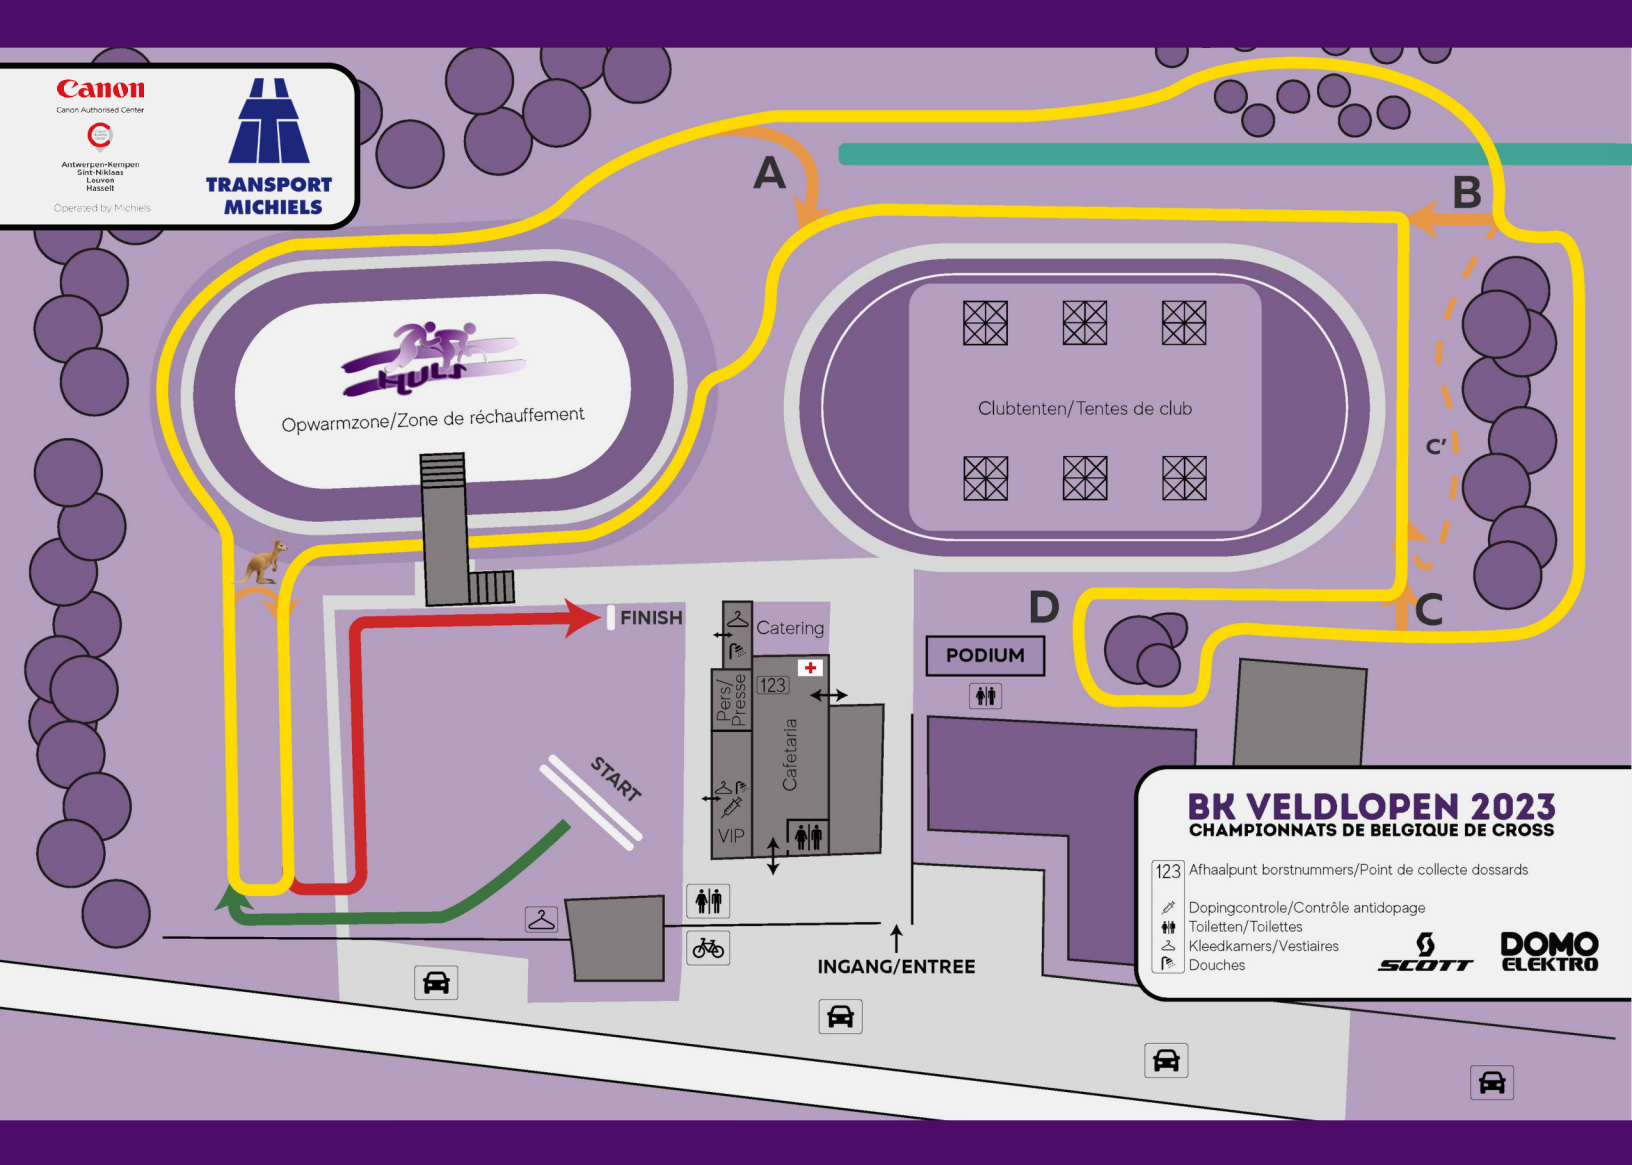 Canon
Canon Authorised Center
Antwerpen-Kempen
Sint-Niklaas
Leuven
Hasselt
Operated by Michiels
TRANSPORT
MICHIELS
A
B
HULS
Opwarmzone/Zone de réchauffement
Clubtenten/Tentes de club
C'
D
C
FINISH
Catering
PODIUM
123
Pers/
Presse
Cafetaria
START
VIP
INGANG/ENTREE
BK VELDLOPEN 2023
CHAMPIONNATS DE BELGIQUE DE CROSS
123 Afhaalpunt borstnummers/Point de collecte dossards
Dopingcontrole/Contrôle antidopage
Toiletten/Toilettes
Kleedkamers/Vestiaires
Douches
SCOTT
DOMO
ELEKTRO